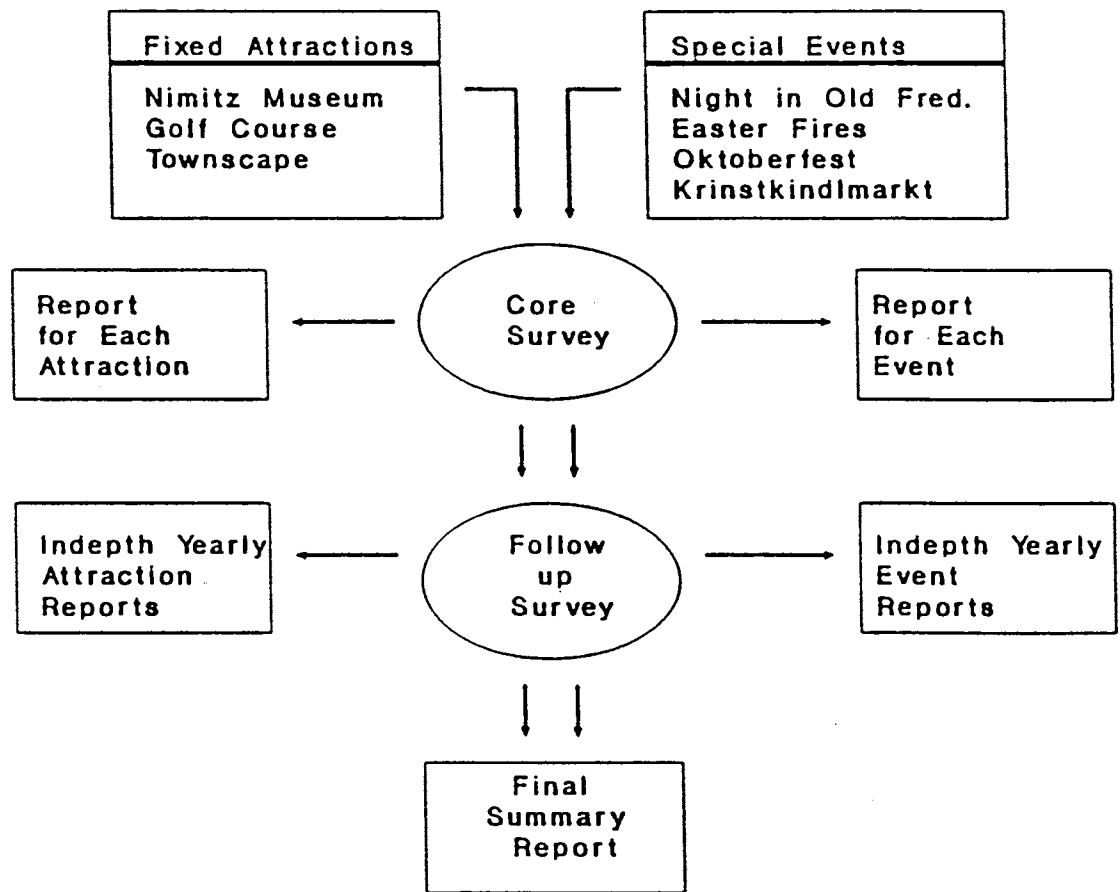 Fixed Attractions
Nimitz Museum
Golf Course
Townscape
Special Events
Night in Old Fred.
Easter Fires
Oktoberfest
Krinstkindlmarkt
Core
Survey
Report
for Each
Attraction
Report
for Each
Event
Follow
up
Survey
Indepth Yearly
Attraction
Reports
Indepth Yearly
Event
Reports
Final
Summary
Report